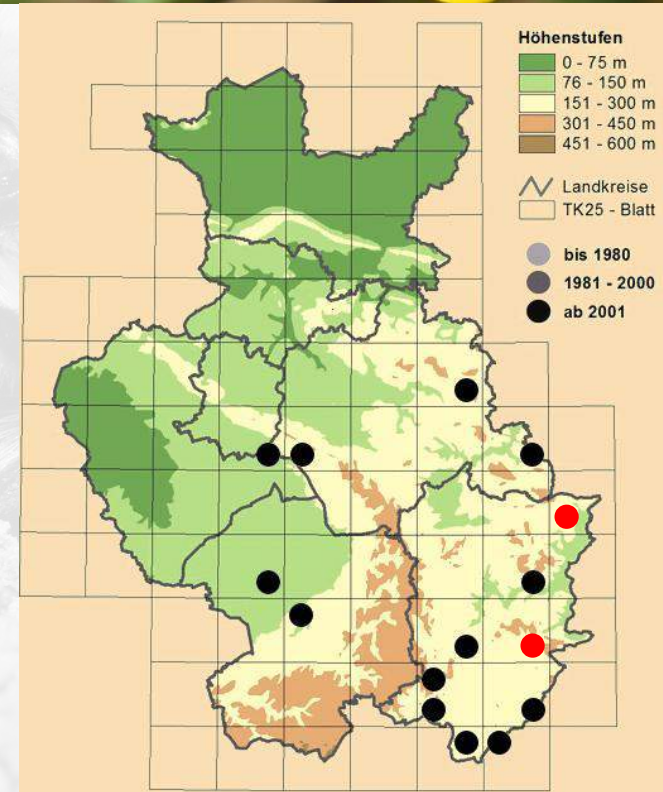 Höhenstufen
0 - 75 m
76 - 150 m
151 - 300 m
301 - 450 m
451 - 600 m
Landkreise
TK25 - Blatt
bis 1980
1981 - 2000
ab 2001